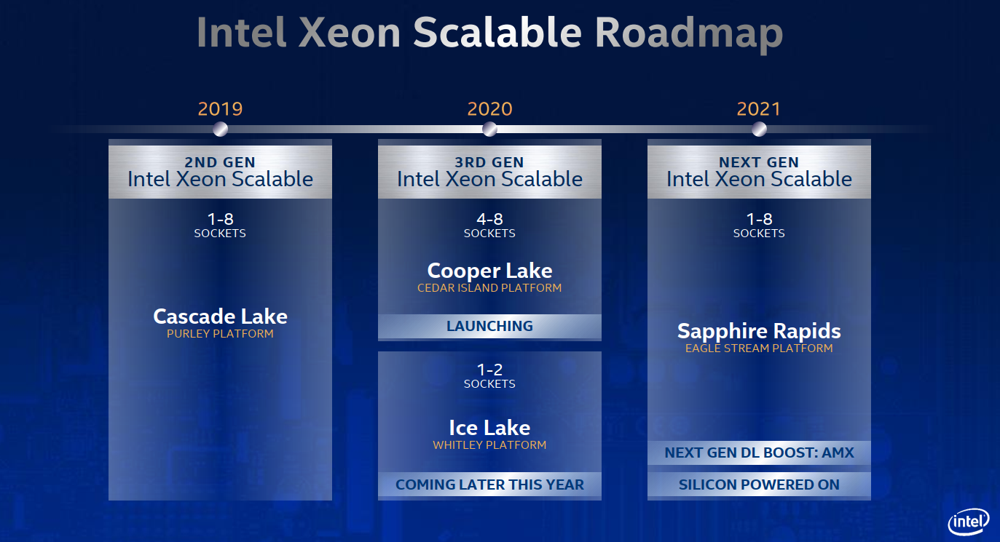 Intel Xeon Scalable Roadmap
2019
2020
2021
2ND GEN
Intel Xeon Scalable
1-8
SOCKETS
Cascade Lake
PURLEY PLATFORM
3RD GEN
Intel Xeon Scalable
4-8
SOCKETS
Cooper Lake
CEDAR ISLAND PLATFORM
LAUNCHING
1-2
SOCKETS
Ice Lake
WHITLEY PLATFORM
COMING LATER THIS YEAR
NEXT GEN
Intel Xeon Scalable
1-8
SOCKETS
Sapphire Rapids
EAGLE STREAM PLATFORM
NEXT GEN DL BOOST: AMX
SILICON POWERED ON
intel